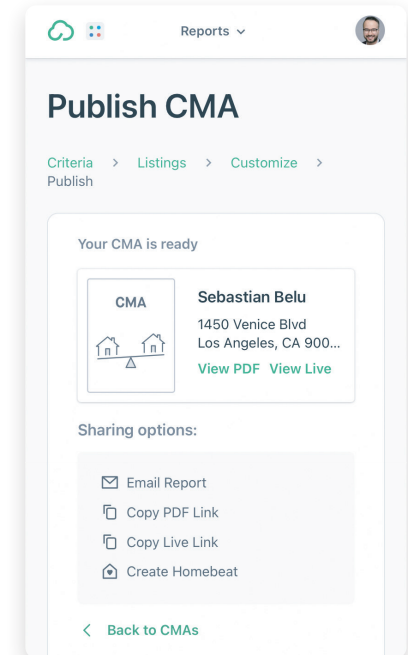 Reports
Publish CMA
Criteria > Listings > Customize >
Publish
Your CMA is ready
CMA
Sebastian Belu
1450 Venice Blvd
Los Angeles, CA 900...
View PDF View Live
Sharing options:
Email Report
Copy PDF Link
Copy Live Link
Create Homebeat
Back to CMAs